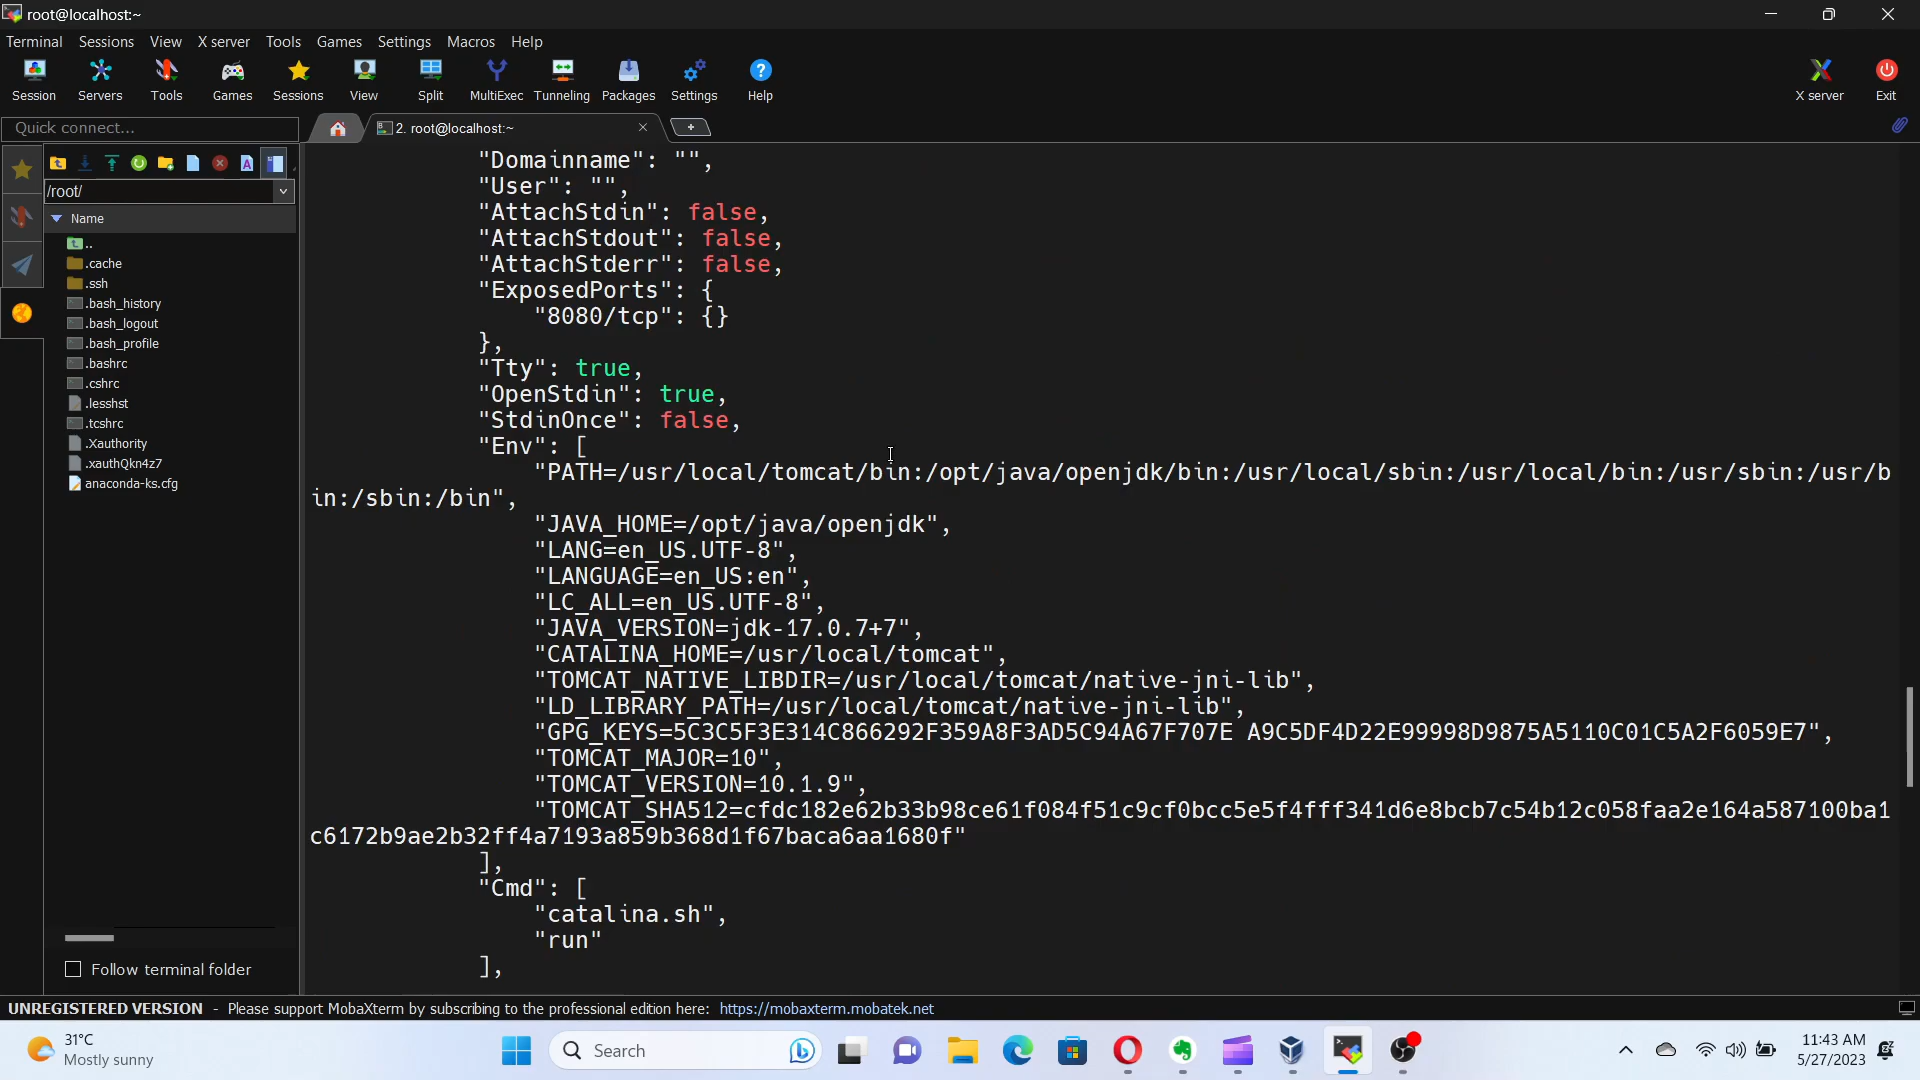 root@localhost:~
Terminal Sessions View X server Tools Games Settings Macros Help
Session Servers Tools Games Sessions View Split MultiExec Tunneling Packages Settings Help X server Exit
Quick connect...
2. root@localhost:~
/root/
Name
..
.cache
.ssh
.bash_history
.bash_logout
.bash_profile
.bashrc
.cshrc
.lesshst
.tcshrc
.Xauthority
.xauthQkn4z7
anaconda-ks.cfg
Follow terminal folder
"Domainname": "",
"User": "",
"AttachStdin": false,
"AttachStdout": false,
"AttachStderr": false,
"ExposedPorts": {
"8080/tcp": {}
},
"Tty": true,
"OpenStdin": true,
"StdinOnce": false,
"Env": [
"PATH=/usr/local/tomcat/bin:/opt/java/openjdk/bin:/usr/local/sbin:/usr/local/bin:/usr/sbin:/usr/b
in:/sbin:/bin",
"JAVA_HOME=/opt/java/openjdk",
"LANG=en_US.UTF-8",
"LANGUAGE=en_US:en",
"LC_ALL=en_US.UTF-8",
"JAVA_VERSION=jdk-17.0.7+7",
"CATALINA_HOME=/usr/local/tomcat",
"TOMCAT_NATIVE_LIBDIR=/usr/local/tomcat/native-jni-lib",
"LD_LIBRARY_PATH=/usr/local/tomcat/native-jni-lib",
"GPG_KEYS=5C3C5F3E314C866292F359A8F3AD5C94A67F707E A9C5DF4D22E99998D9875A5110C01C5A2F6059E7",
"TOMCAT_MAJOR=10",
"TOMCAT_VERSION=10.1.9",
"TOMCAT_SHA512=cfdc182e62b33b98ce61f084f51c9cf0bcc5e5f4fff341d6e8bcb7c54b12c058faa2e164a587100ba1
c6172b9ae2b32ff4a7193a859b368d1f67baca6aa1680f"
],
"Cmd": [
"catalina.sh",
"run"
],
UNREGISTERED VERSION - Please support MobaXterm by subscribing to the professional edition here: https://mobaxterm.mobatek.net
31°C
Mostly sunny
Search
11:43 AM
5/27/2023